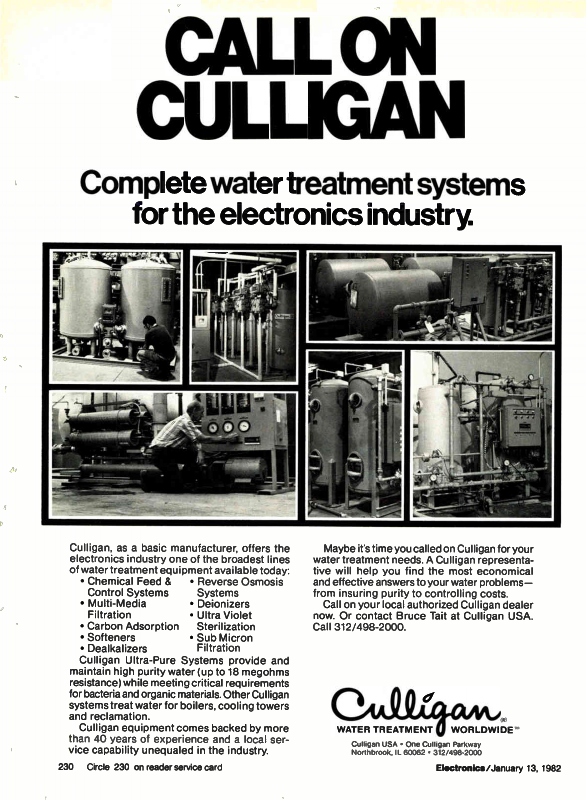 CALL ON
CULLIGAN
Complete water treatment systems
for the electronics industry.
Culligan, as a basic manufacturer, offers the
electronics industry one of the broadest lines
of water treatment equipment available today:
• Chemical Feed &
Control Systems
• Multi-Media
Filtration
• Carbon Adsorption
• Softeners
• Dealkalizers
• Reverse Osmosis
Systems
• Deionizers
• Ultra Violet
Sterilization
• Sub Micron
Filtration
Culligan Ultra-Pure Systems provide and
maintain high purity water (up to 18 megohms
resistance) while meeting critical requirements
for bacteria and organic materials. Other Culligan
systems treat water for boilers, cooling towers
and reclamation.
Culligan equipment comes backed by more
than 40 years of experience and a local ser-
vice capability unequaled in the industry.
Maybe it's time you called on Culligan for your
water treatment needs. A Culligan representa-
tive will help you find the most economical
and effective answers to your water problems—
from insuring purity to controlling costs.
Call on your local authorized Culligan dealer
now. Or contact Bruce Tait at Culligan USA.
Call 312/498-2000.
Culligan®
WATER TREATMENT WORLDWIDE℠
Culligan USA • One Culligan Parkway
Northbrook, IL 60062 • 312/498-2000
230 Circle 230 on reader service card
Electronics/January 13, 1982